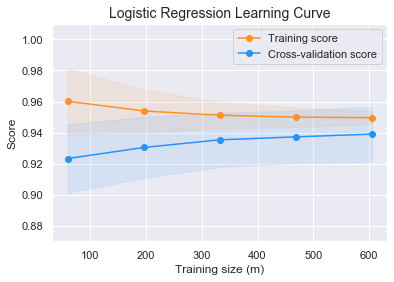 Logistic Regression Learning Curve
Training score
Cross-validation score
Score
1.00
0.98
0.96
0.94
0.92
0.90
0.88
100
200
300
400
500
600
Training size (m)